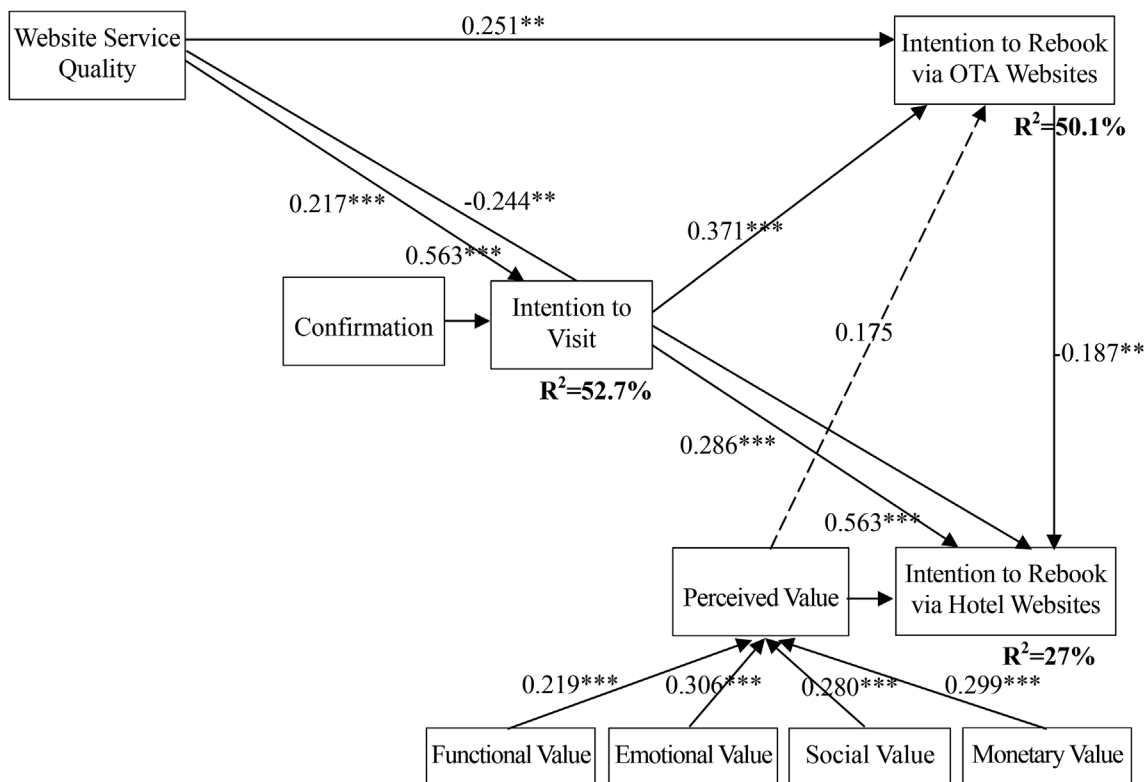 Website Service
Quality
0.251**
Intention to Rebook
via OTA Websites
R²=50.1%
0.217***
-0.244**
0.371***
0.563***
Confirmation
Intention to
Visit
R²=52.7%
0.175
-0.187**
0.286***
0.563***
Perceived Value
Intention to Rebook
via Hotel Websites
R²=27%
0.219***
0.306***
0.280***
0.299***
Functional Value
Emotional Value
Social Value
Monetary Value